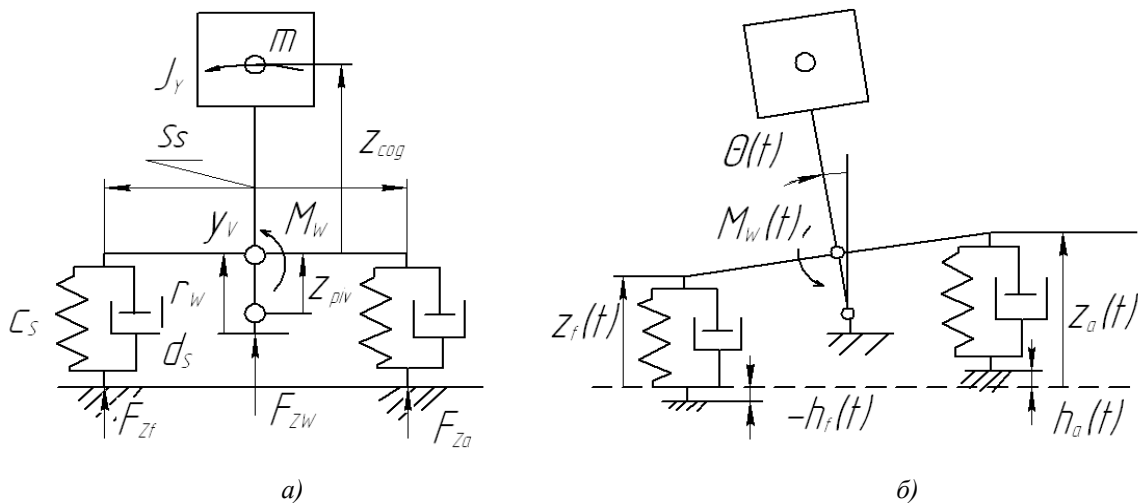 m
J_Y
Ss
z_cog
y_V M_W
r_W z_piv
c_s
d_s
F_Zf F_ZW F_Za
а)
Θ(t)
M_W(t)
z_f(t) z_a(t)
-h_f(t) h_a(t)
б)